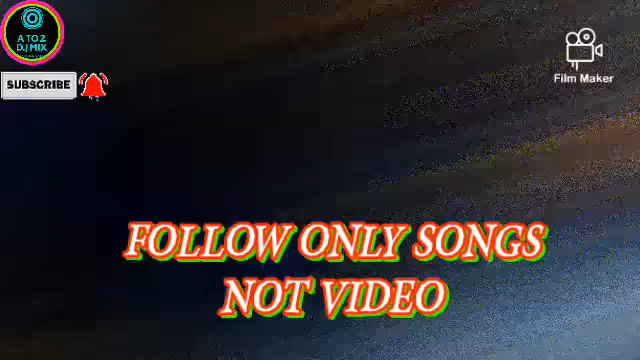 A TO Z
DJ MIX
SUBSCRIBE
Film Maker
FOLLOW ONLY SONGS
NOT VIDEO